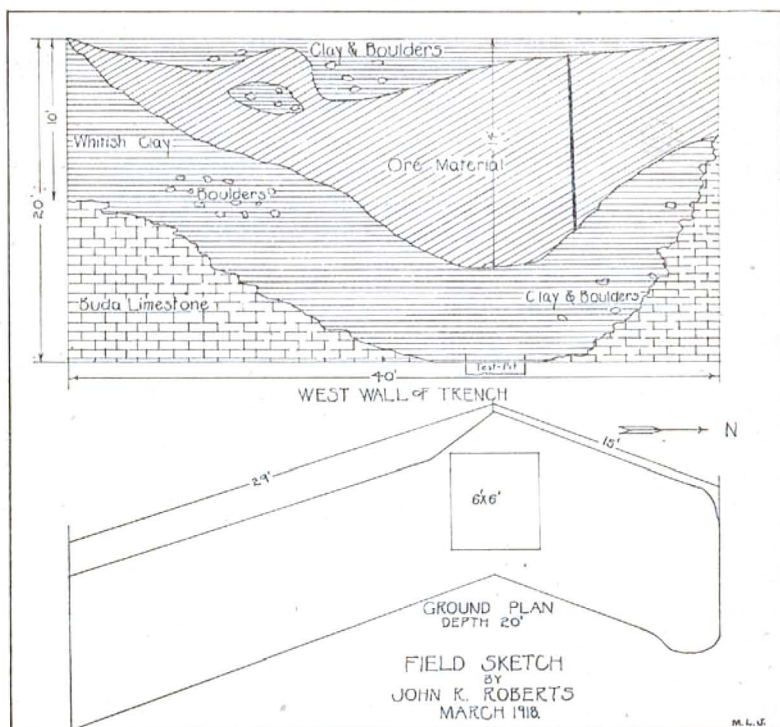 Clay & Boulders
10'
20'
Whitish Clay
Ore Material
Boulders
Buda Limestone
Clay & Boulders
Test-Pit
40'
WEST WALL OF TRENCH
N
15'
29'
6'X6'
GROUND PLAN
DEPTH 20'
FIELD SKETCH
BY
JOHN K. ROBERTS
MARCH 1918
M.L.J.